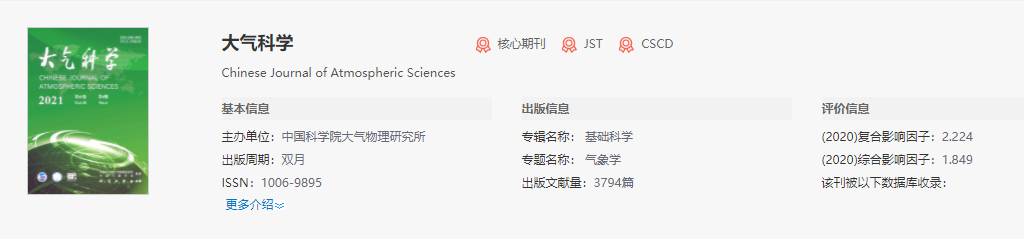 大气科学
CHINESE JOURNAL OF
ATMOSPHERIC SCIENCES
2021
大气科学
核心期刊
JST
CSCD
Chinese Journal of Atmospheric Sciences
基本信息
主办单位：中国科学院大气物理研究所
出版周期：双月
ISSN：1006-9895
更多介绍
出版信息
专辑名称：基础科学
专题名称：气象学
出版文献量：3794篇
评价信息
(2020)复合影响因子：2.224
(2020)综合影响因子：1.849
该刊被以下数据库收录：